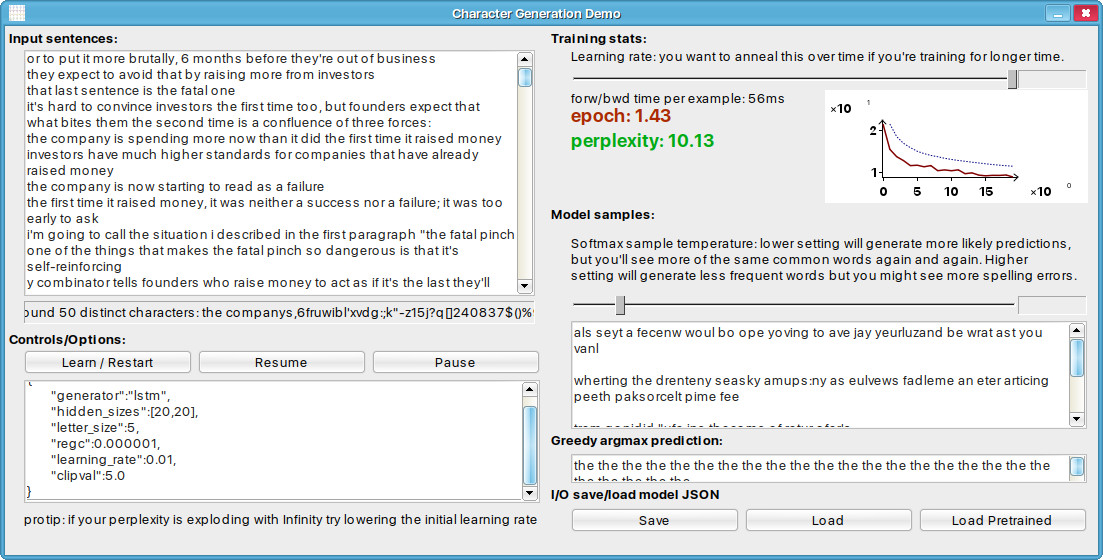 Character Generation Demo
Input sentences:
or to put it more brutally, 6 months before they're out of business
they expect to avoid that by raising more from investors
that last sentence is the fatal one
it's hard to convince investors the first time too, but founders expect that
what bites them the second time is a confluence of three forces:
the company is spending more now than it did the first time it raised money
investors have much higher standards for companies that have already
raised money
the company is now starting to read as a failure
the first time it raised money, it was neither a success nor a failure; it was too
early to ask
i'm going to call the situation i described in the first paragraph "the fatal pinch
one of the things that makes the fatal pinch so dangerous is that it's
self-reinforcing
y combinator tells founders who raise money to act as if it's the last they'll
ound 50 distinct characters: the companys,6fruwibl'xvdg:;k"-z15j?q[]240837$()%
Controls/Options:
Learn / Restart
Resume
Pause
{
"generator":"lstm",
"hidden_sizes":[20,20],
"letter_size":5,
"regc":0.000001,
"learning_rate":0.01,
"clipval":5.0
}
protip: if your perplexity is exploding with Infinity try lowering the initial learning rate
Training stats:
Learning rate: you want to anneal this over time if you're training for longer time.
forw/bwd time per example: 56ms
epoch: 1.43
perplexity: 10.13
×10 1
2
1
0 5 10 15 ×10 0
Model samples:
Softmax sample temperature: lower setting will generate more likely predictions,
but you'll see more of the same common words again and again. Higher
setting will generate less frequent words but you might see more spelling errors.
als seyt a fecenw woul bo ope yoving to ave jay yeurluzand be wrat ast you
vanl
wherting the drenteny seasky amups:ny as eulvews fadleme an eter articing
peeth paksorcelt pime fee
Greedy argmax prediction:
the the the the the the the the the the the the the the the the the the the the
the the the the the
I/O save/load model JSON
Save
Load
Load Pretrained